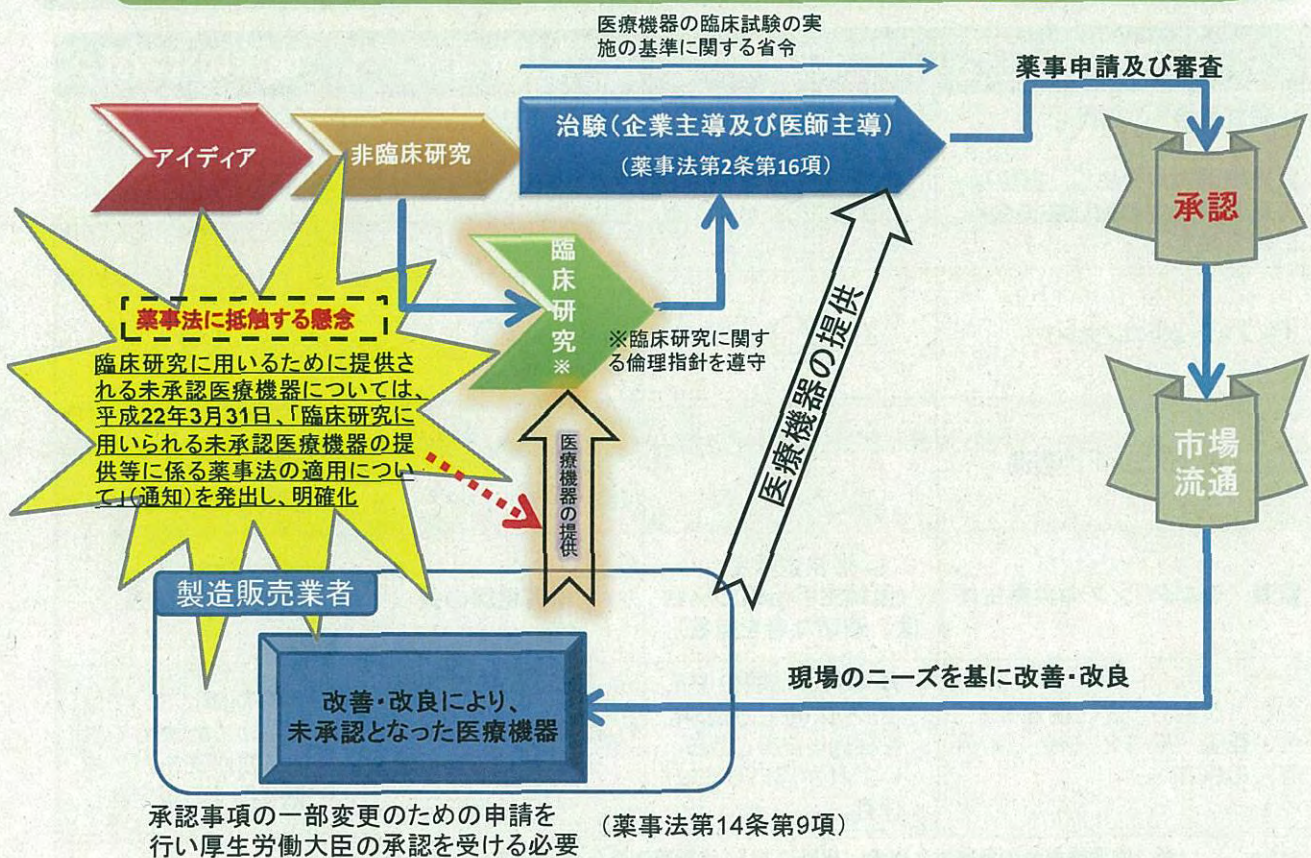 医療機器の臨床試験の実
施の基準に関する省令
薬事申請及び審査
アイディア
非臨床研究
治験(企業主導及び医師主導)
(薬事法第2条第16項)
承認
臨床研究※
※臨床研究に関す
る倫理指針を遵守
薬事法に抵触する懸念
臨床研究に用いるために提供さ
れる未承認医療機器については、
平成22年3月31日、「臨床研究に
用いられる未承認医療機器の提
供等に係る薬事法の適用につい
て」(通知)を発出し、明確化
医療機器の提供
医療機器の提供
市場
流通
製造販売業者
改善・改良により、
未承認となった医療機器
現場のニーズを基に改善・改良
承認事項の一部変更のための申請を
行い厚生労働大臣の承認を受ける必要
(薬事法第14条第9項)